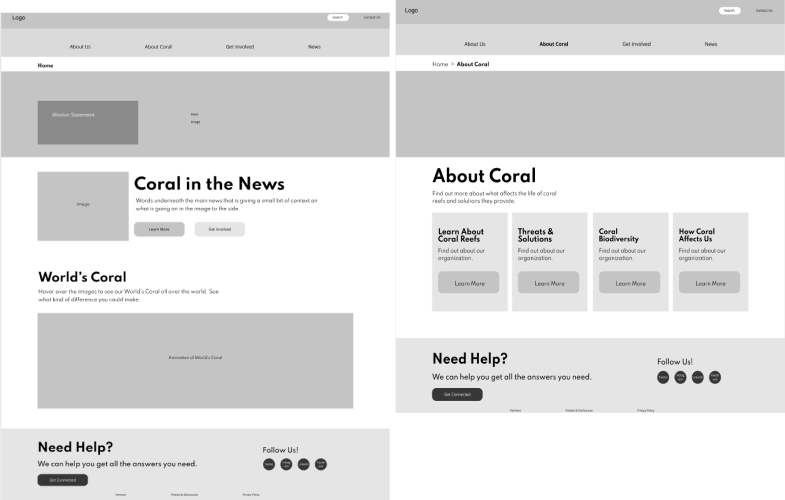 Logo
Search
Contact Us
About Us
About Coral
Get Involved
News
Home
Mission Statement
Hero
Image
Image
Coral in the News
Words underneath the main news that is giving a small bit of context on
what is going on in the image to the side.
Learn More
Get Involved
World's Coral
Hover over the images to see our World's Coral all over the world. See
what kind of difference you could make.
Animation of World's Coral
Need Help?
We can help you get all the answers you need.
Get Connected
Follow Us!
Twitter
LinkedIn
Partners
Policies & Disclosures
Privacy Policy
Logo
Search
Contact Us
About Us
About Coral
Get Involved
News
Home > About Coral
About Coral
Find out more about what affects the life of coral
reefs and solutions they provide.
Learn About
Coral Reefs
Find out about our
organization.
Learn More
Threats &
Solutions
Find out about our
organization.
Learn More
Coral
Biodiversity
Find out about our
organization.
Learn More
How Coral
Affects Us
Find out about our
organization.
Learn More
Need Help?
We can help you get all the answers you need.
Get Connected
Follow Us!
Twitter
LinkedIn
Partners
Policies & Disclosures
Privacy Policy